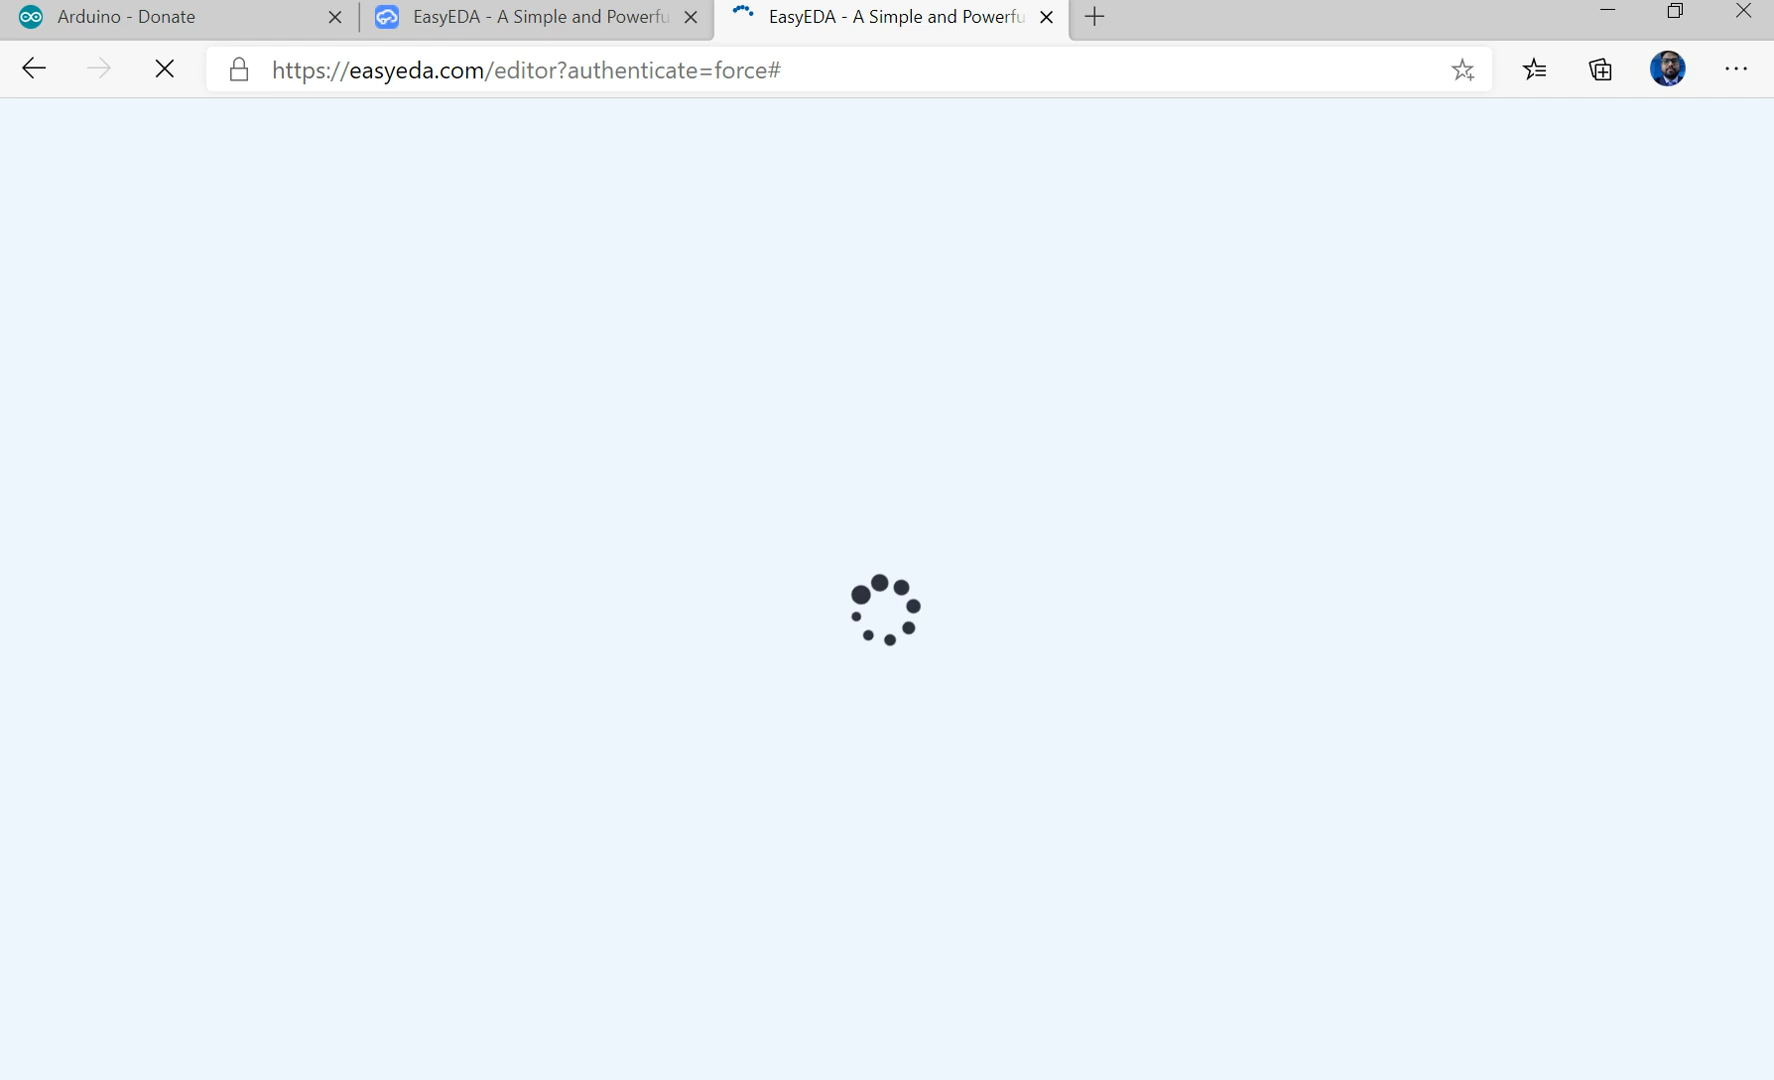 Arduino - Donate
EasyEDA - A Simple and Powerfu
EasyEDA - A Simple and Powerfu
https://easyeda.com/editor?authenticate=force#